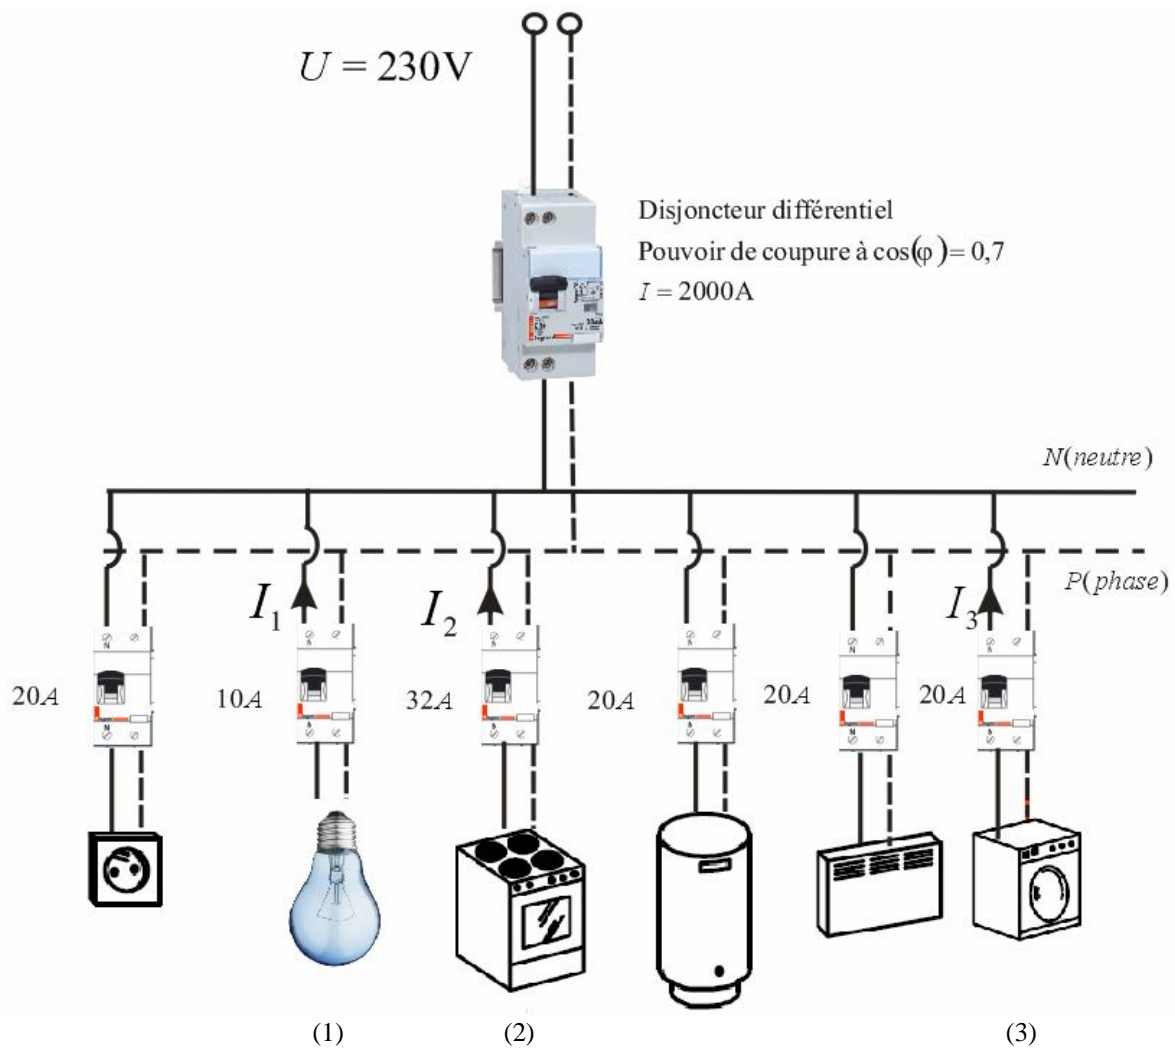 U = 230V
Disjoncteur différentiel
Pouvoir de coupure à cos(φ) = 0,7
I = 2000A
N(neutre)
P(phase)
I₁
I₂
I₃
20A
10A
32A
20A
20A
20A
(1)
(2)
(3)